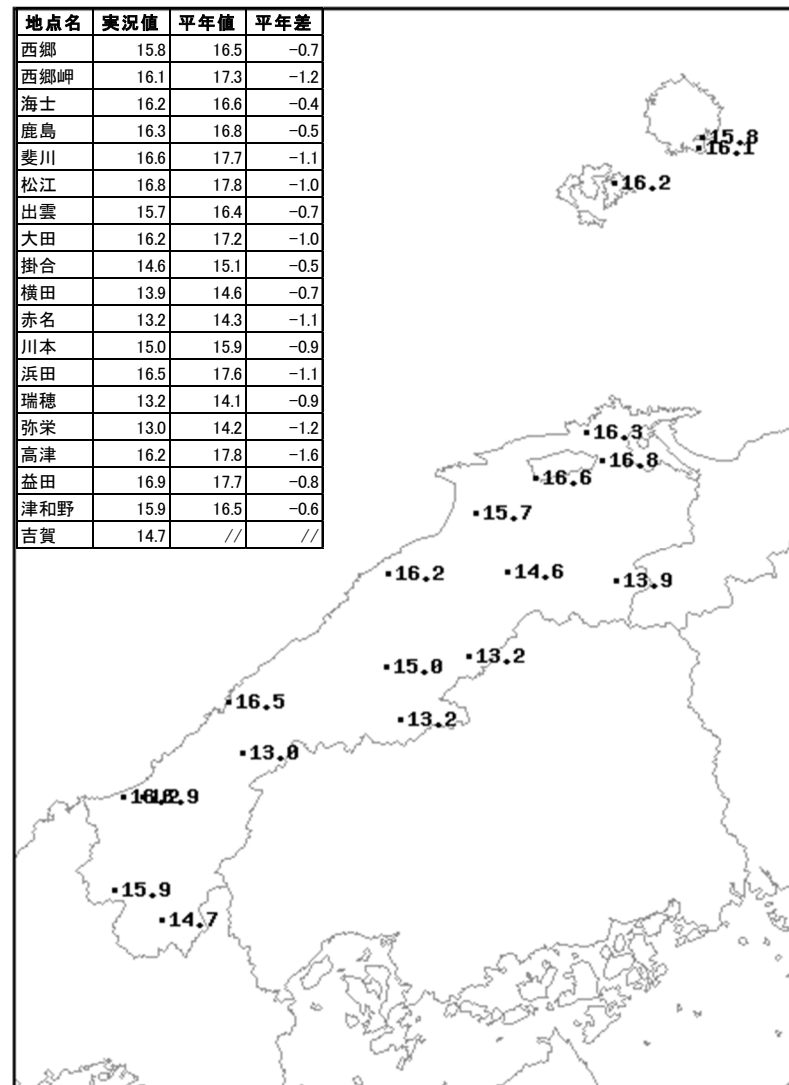 地点名 実況値 平年値 平年差
西郷 15.8 16.5 −0.7
西郷岬 16.1 17.3 −1.2
海士 16.2 16.6 −0.4
鹿島 16.3 16.8 −0.5
斐川 16.6 17.7 −1.1
松江 16.8 17.8 −1.0
出雲 15.7 16.4 −0.7
大田 16.2 17.2 −1.0
掛合 14.6 15.1 −0.5
横田 13.9 14.6 −0.7
赤名 13.2 14.3 −1.1
川本 15.0 15.9 −0.9
浜田 16.5 17.6 −1.1
瑞穂 13.2 14.1 −0.9
弥栄 13.0 14.2 −1.2
高津 16.2 17.8 −1.6
益田 16.9 17.7 −0.8
津和野 15.9 16.5 −0.6
吉賀 14.7 // //
15.8
16.1
16.2
16.3
16.8
16.6
15.7
16.2
14.6
13.9
13.2
15.0
16.5
13.2
13.0
16.2
16.9
15.9
14.7